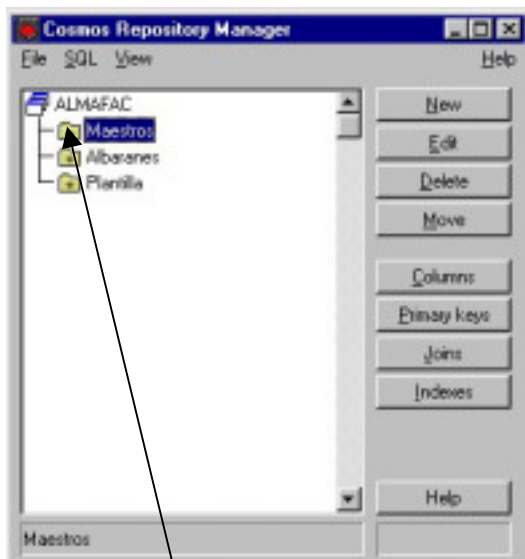 Cosmos Repository Manager
File SQL View Help
ALMAFAC
Maestros
Albaranes
Plantilla
New
Edit
Delete
Move
Columns
Primary keys
Joins
Indexes
Help
Maestros